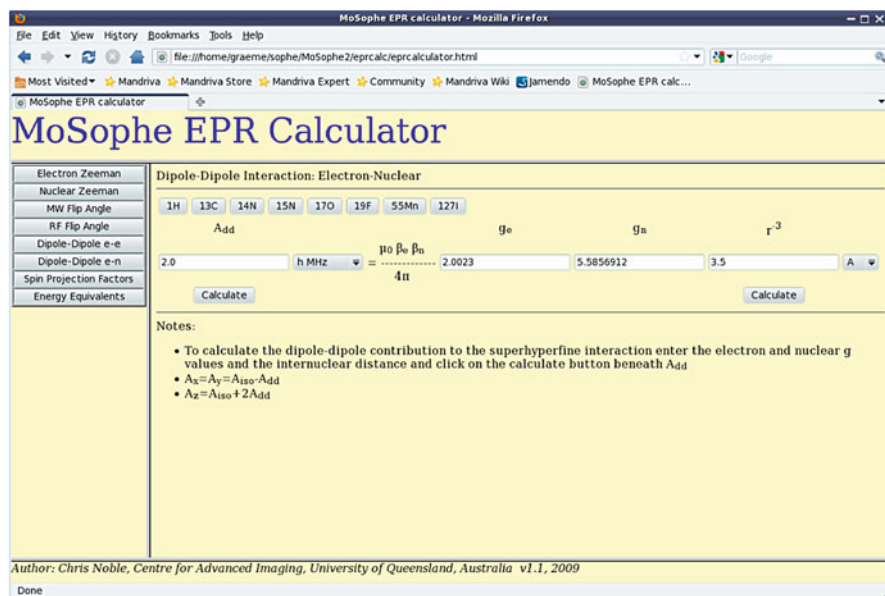 MoSophe EPR calculator - Mozilla Firefox
File Edit View History Bookmarks Tools Help
file:///home/graeme/sophe/MoSophe2/eprcalc/eprcalculator.html
Google
Most Visited Mandriva Mandriva Store Mandriva Expert Community Mandriva Wiki Jamendo MoSophe EPR calc...
MoSophe EPR calculator
MoSophe EPR Calculator
Electron Zeeman
Nuclear Zeeman
MW Flip Angle
RF Flip Angle
Dipole-Dipole e-e
Dipole-Dipole e-n
Spin Projection Factors
Energy Equivalents
Dipole-Dipole Interaction: Electron-Nuclear
1H 13C 14N 15N 17O 19F 55Mn 127I
Add ge gn r-3
μ0 βe βn
2.0 h MHz = ------------- 2.0023 5.5856912 3.5 A
4π
Calculate Calculate
Notes:
• To calculate the dipole-dipole contribution to the superhyperfine interaction enter the electron and nuclear g
values and the internuclear distance and click on the calculate button beneath Add
• Ax=Ay=Aiso-Add
• Az=Aiso+2Add
Author: Chris Noble, Centre for Advanced Imaging, University of Queensland, Australia v1.1, 2009
Done